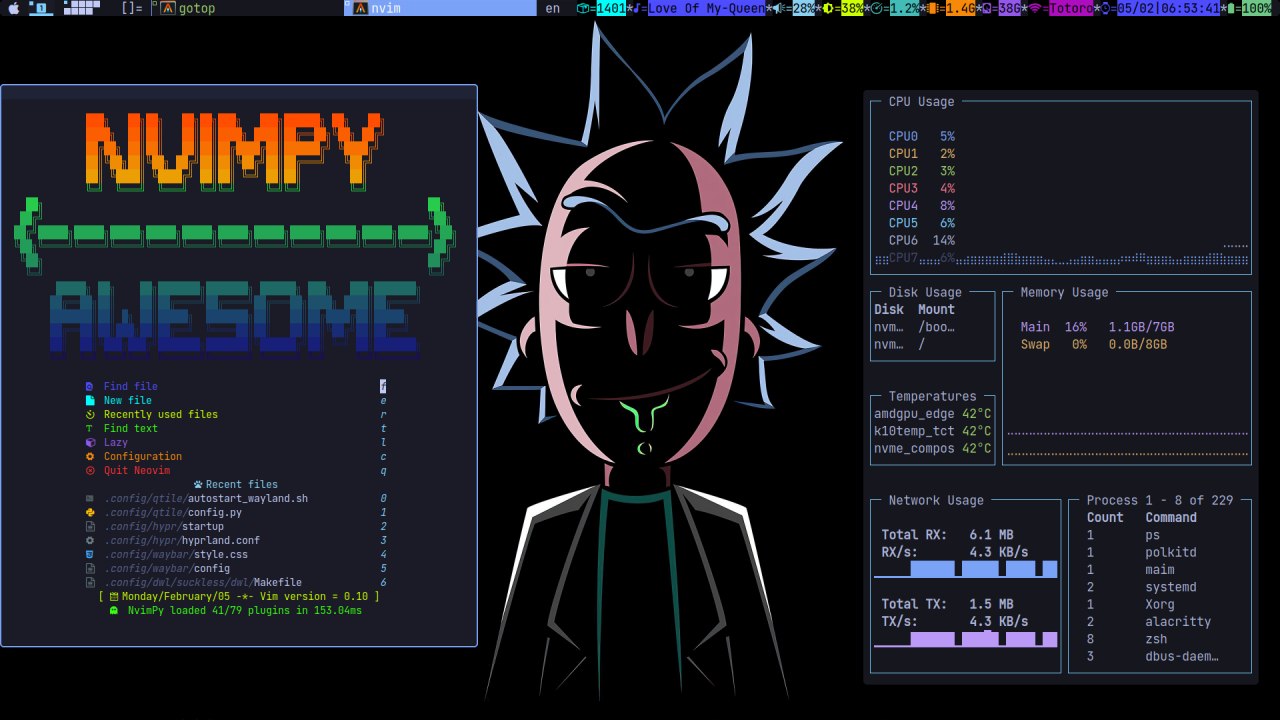 1 []= gotop nvim en =1401*=Love Of My-Queen*=28%*=38%*=1.2%*=1.4G*=38G*=Totoro*=05/02|06:53:41*=100%
NVIMPY
AWESOME
Find file f
New file e
Recently used files r
Find text t
Lazy l
Configuration c
Quit Neovim q
Recent files
.config/qtile/autostart_wayland.sh 0
.config/qtile/config.py 1
.config/hypr/startup 2
.config/hypr/hyprland.conf 3
.config/waybar/style.css 4
.config/waybar/config 5
.config/dwl/suckless/dwl/Makefile 6
[ Monday/February/05 -*- Vim version = 0.10 ]
NvimPy loaded 41/79 plugins in 153.04ms
CPU Usage
CPU0 5%
CPU1 2%
CPU2 3%
CPU3 4%
CPU4 8%
CPU5 6%
CPU6 14%
CPU7 6%
Disk Usage
Disk Mount
nvm… /boo…
nvm… /
Memory Usage
Main 16% 1.1GB/7GB
Swap 0% 0.0B/8GB
Temperatures
amdgpu_edge 42°C
k10temp_tct 42°C
nvme_compos 42°C
Network Usage
Total RX: 6.1 MB
RX/s: 4.3 KB/s
Total TX: 1.5 MB
TX/s: 4.3 KB/s
Process 1 - 8 of 229
Count Command
1 ps
1 polkitd
1 maim
2 systemd
1 Xorg
2 alacritty
8 zsh
3 dbus-daem…